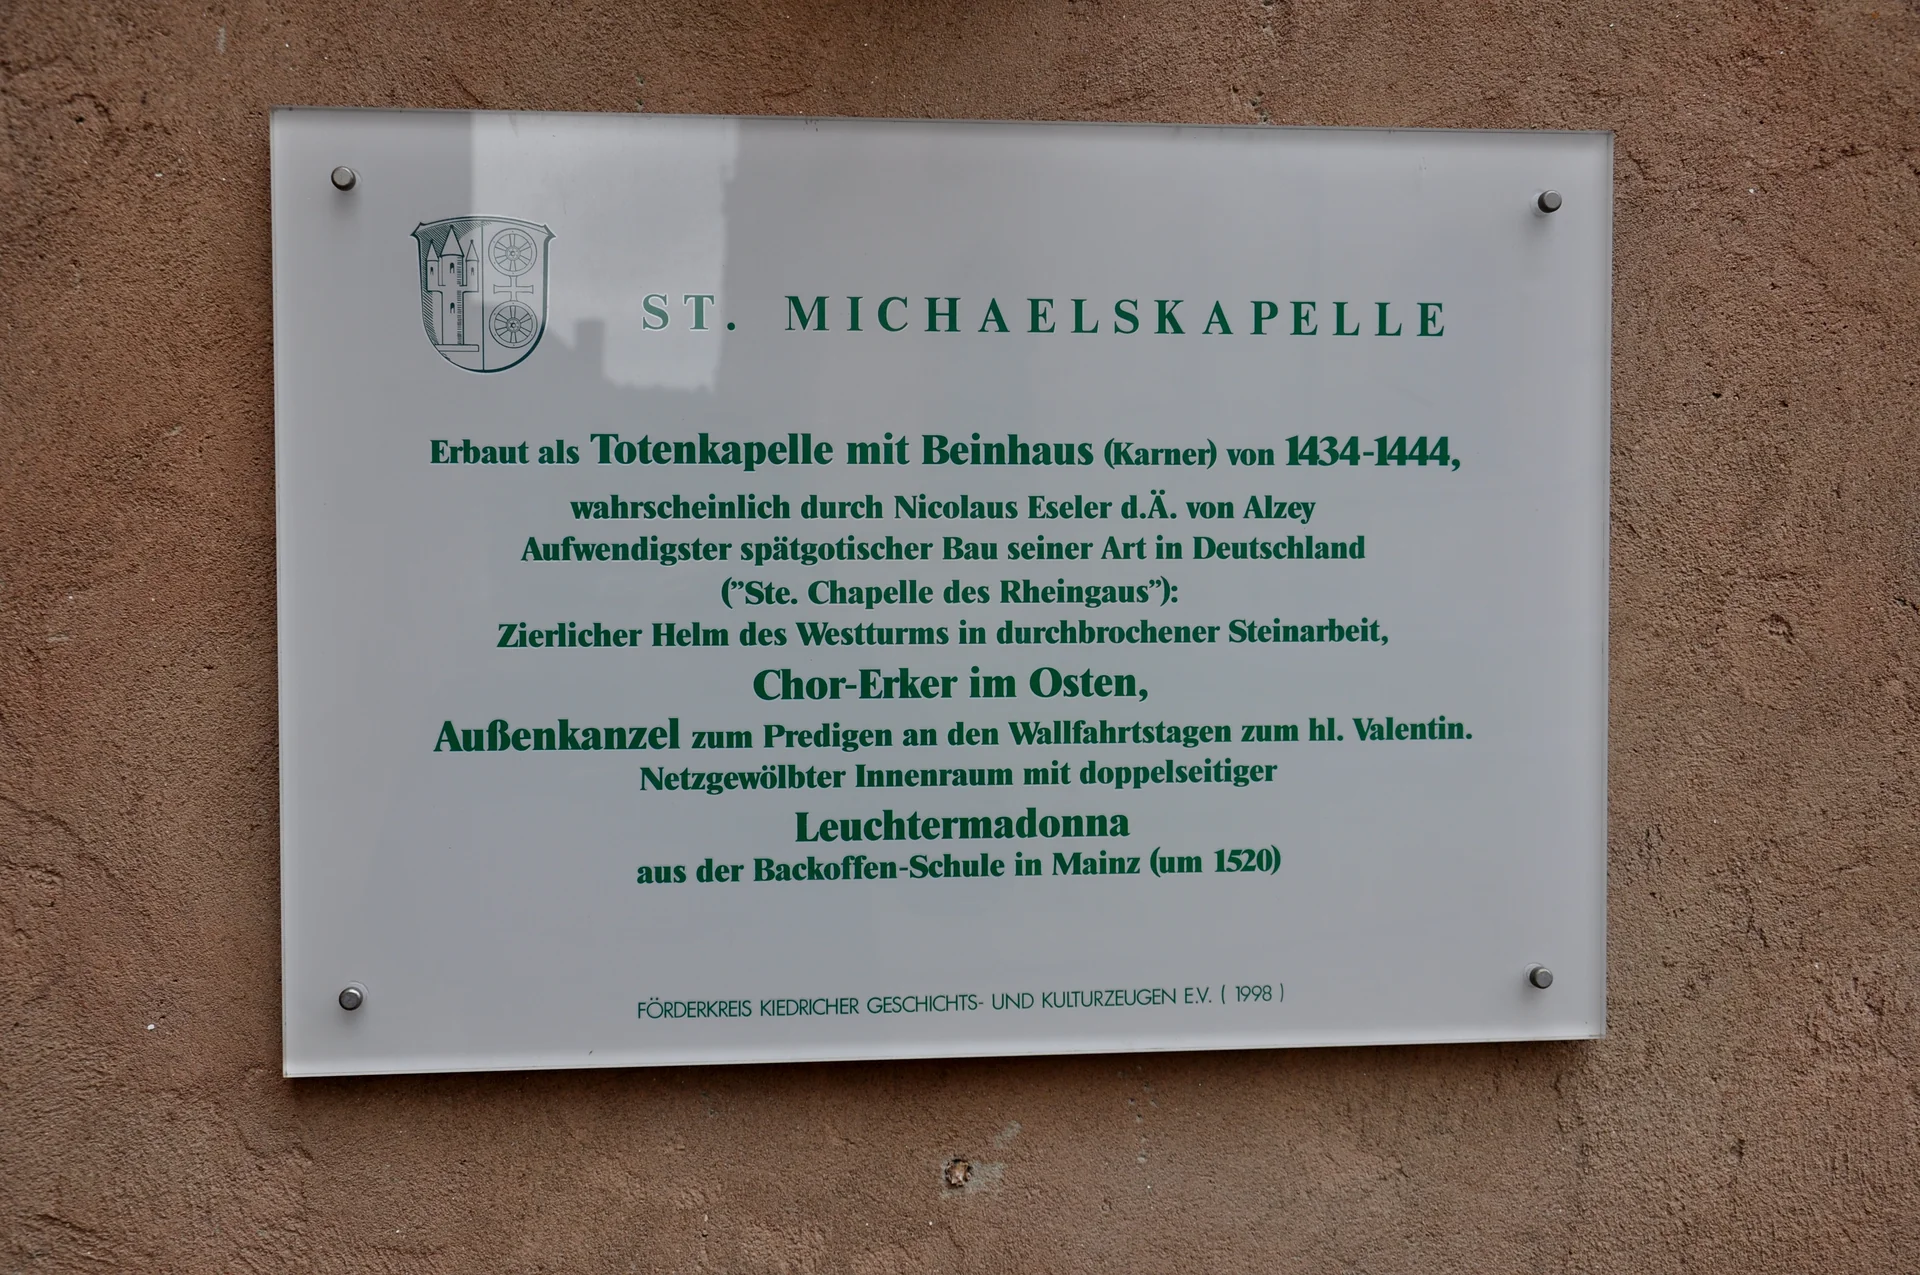 ST. MICHAELSKAPELLE
Erbaut als Totenkapelle mit Beinhaus (Karner) von 1434-1444,
wahrscheinlich durch Nicolaus Eseler d.Ä. von Alzey
Aufwendigster spätgotischer Bau seiner Art in Deutschland
(”Ste. Chapelle des Rheingaus”):
Zierlicher Helm des Westturms in durchbrochener Steinarbeit,
Chor-Erker im Osten,
Außenkanzel zum Predigen an den Wallfahrtstagen zum hl. Valentin.
Netzgewölbter Innenraum mit doppelseitiger
Leuchtermadonna
aus der Backoffen-Schule in Mainz (um 1520)
FÖRDERKREIS KIEDRICHER GESCHICHTS- UND KULTURZEUGEN E.V. ( 1998 )